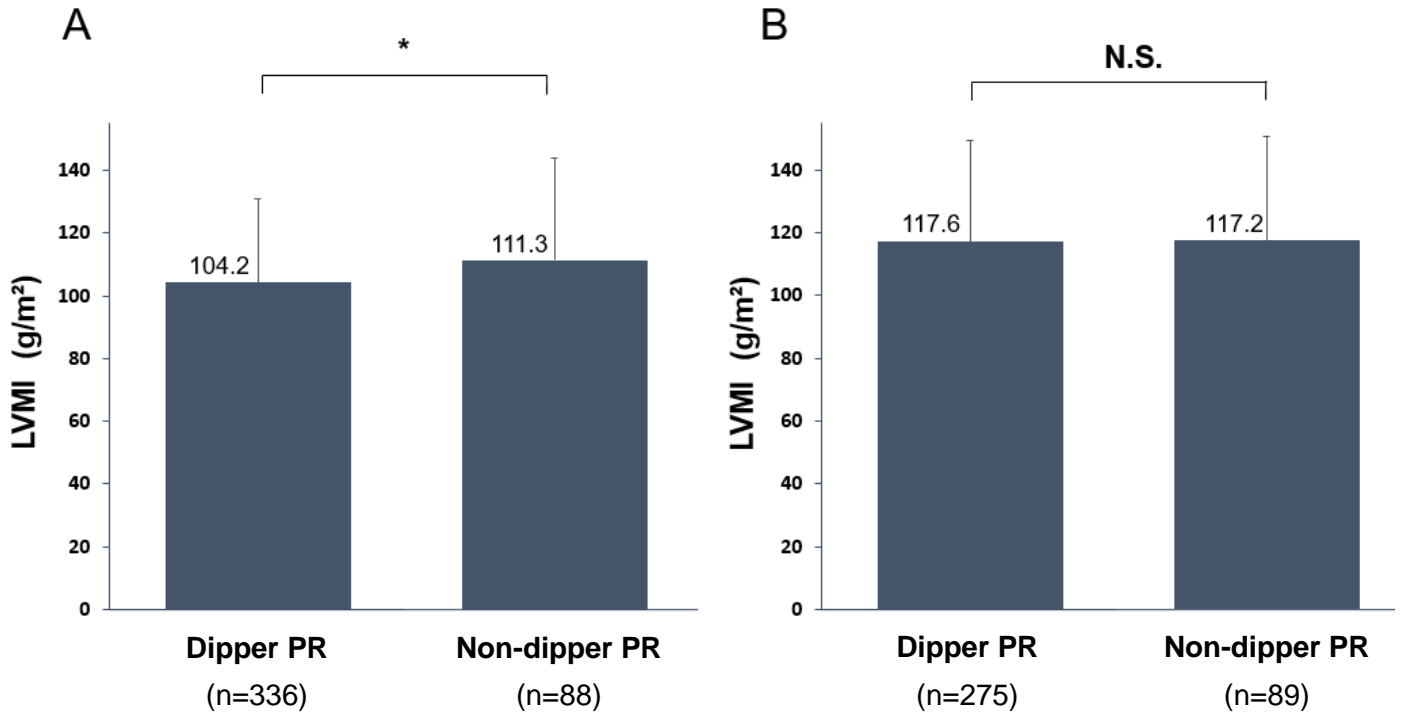 A
*
LVMI (g/m²)
140
120
100
80
60
40
20
0
104.2
111.3
Dipper PR
Non-dipper PR
(n=336)
(n=88)
B
N.S.
LVMI (g/m²)
140
120
100
80
60
40
20
0
117.6
117.2
Dipper PR
Non-dipper PR
(n=275)
(n=89)